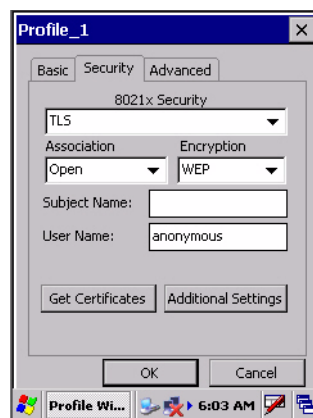 Profile_1
Basic Security Advanced
8021x Security
TLS
Association Encryption
Open WEP
Subject Name:
User Name: anonymous
Get Certificates Additional Settings
OK Cancel
Profile Wi... 6:03 AM